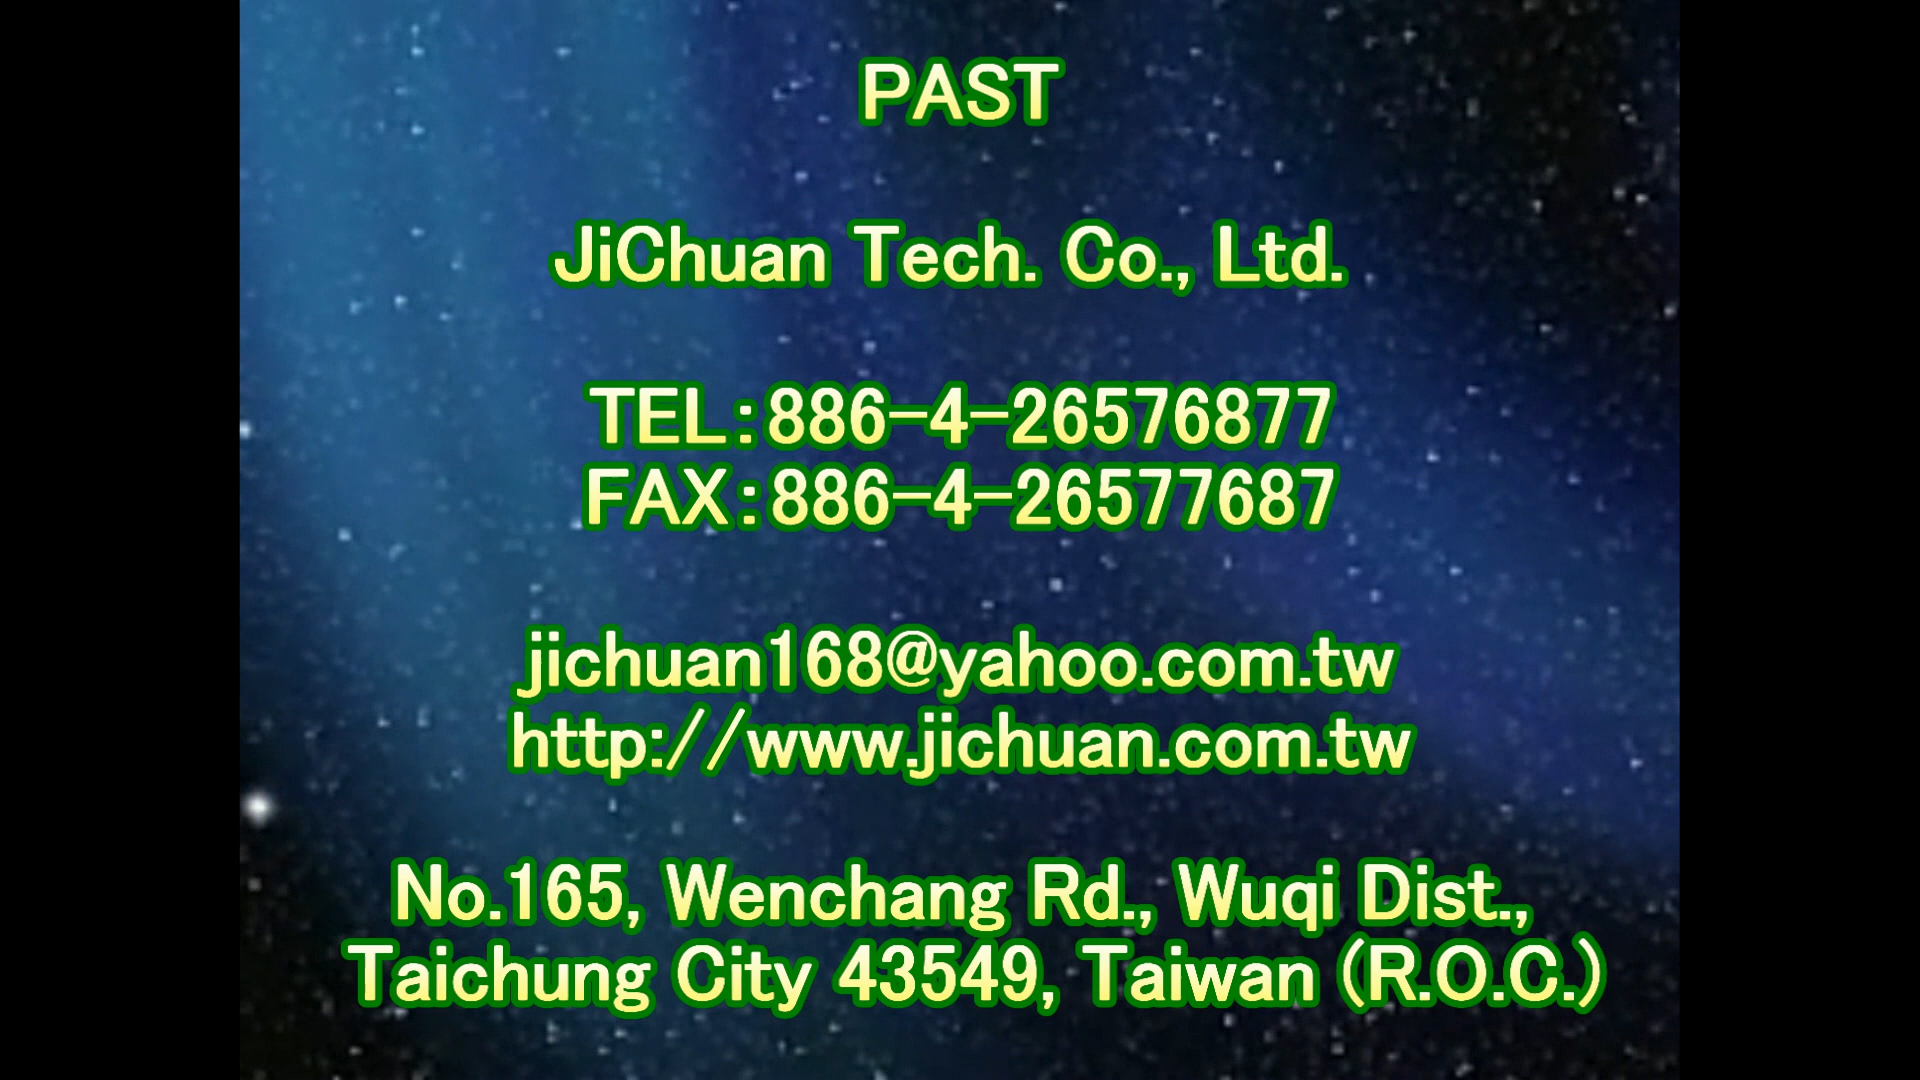 PAST
JiChuan Tech. Co., Ltd.
TEL:886-4-26576877
FAX:886-4-26577687
jichuan168@yahoo.com.tw
http://www.jichuan.com.tw
No.165, Wenchang Rd., Wuqi Dist.,
Taichung City 43549, Taiwan (R.O.C.)